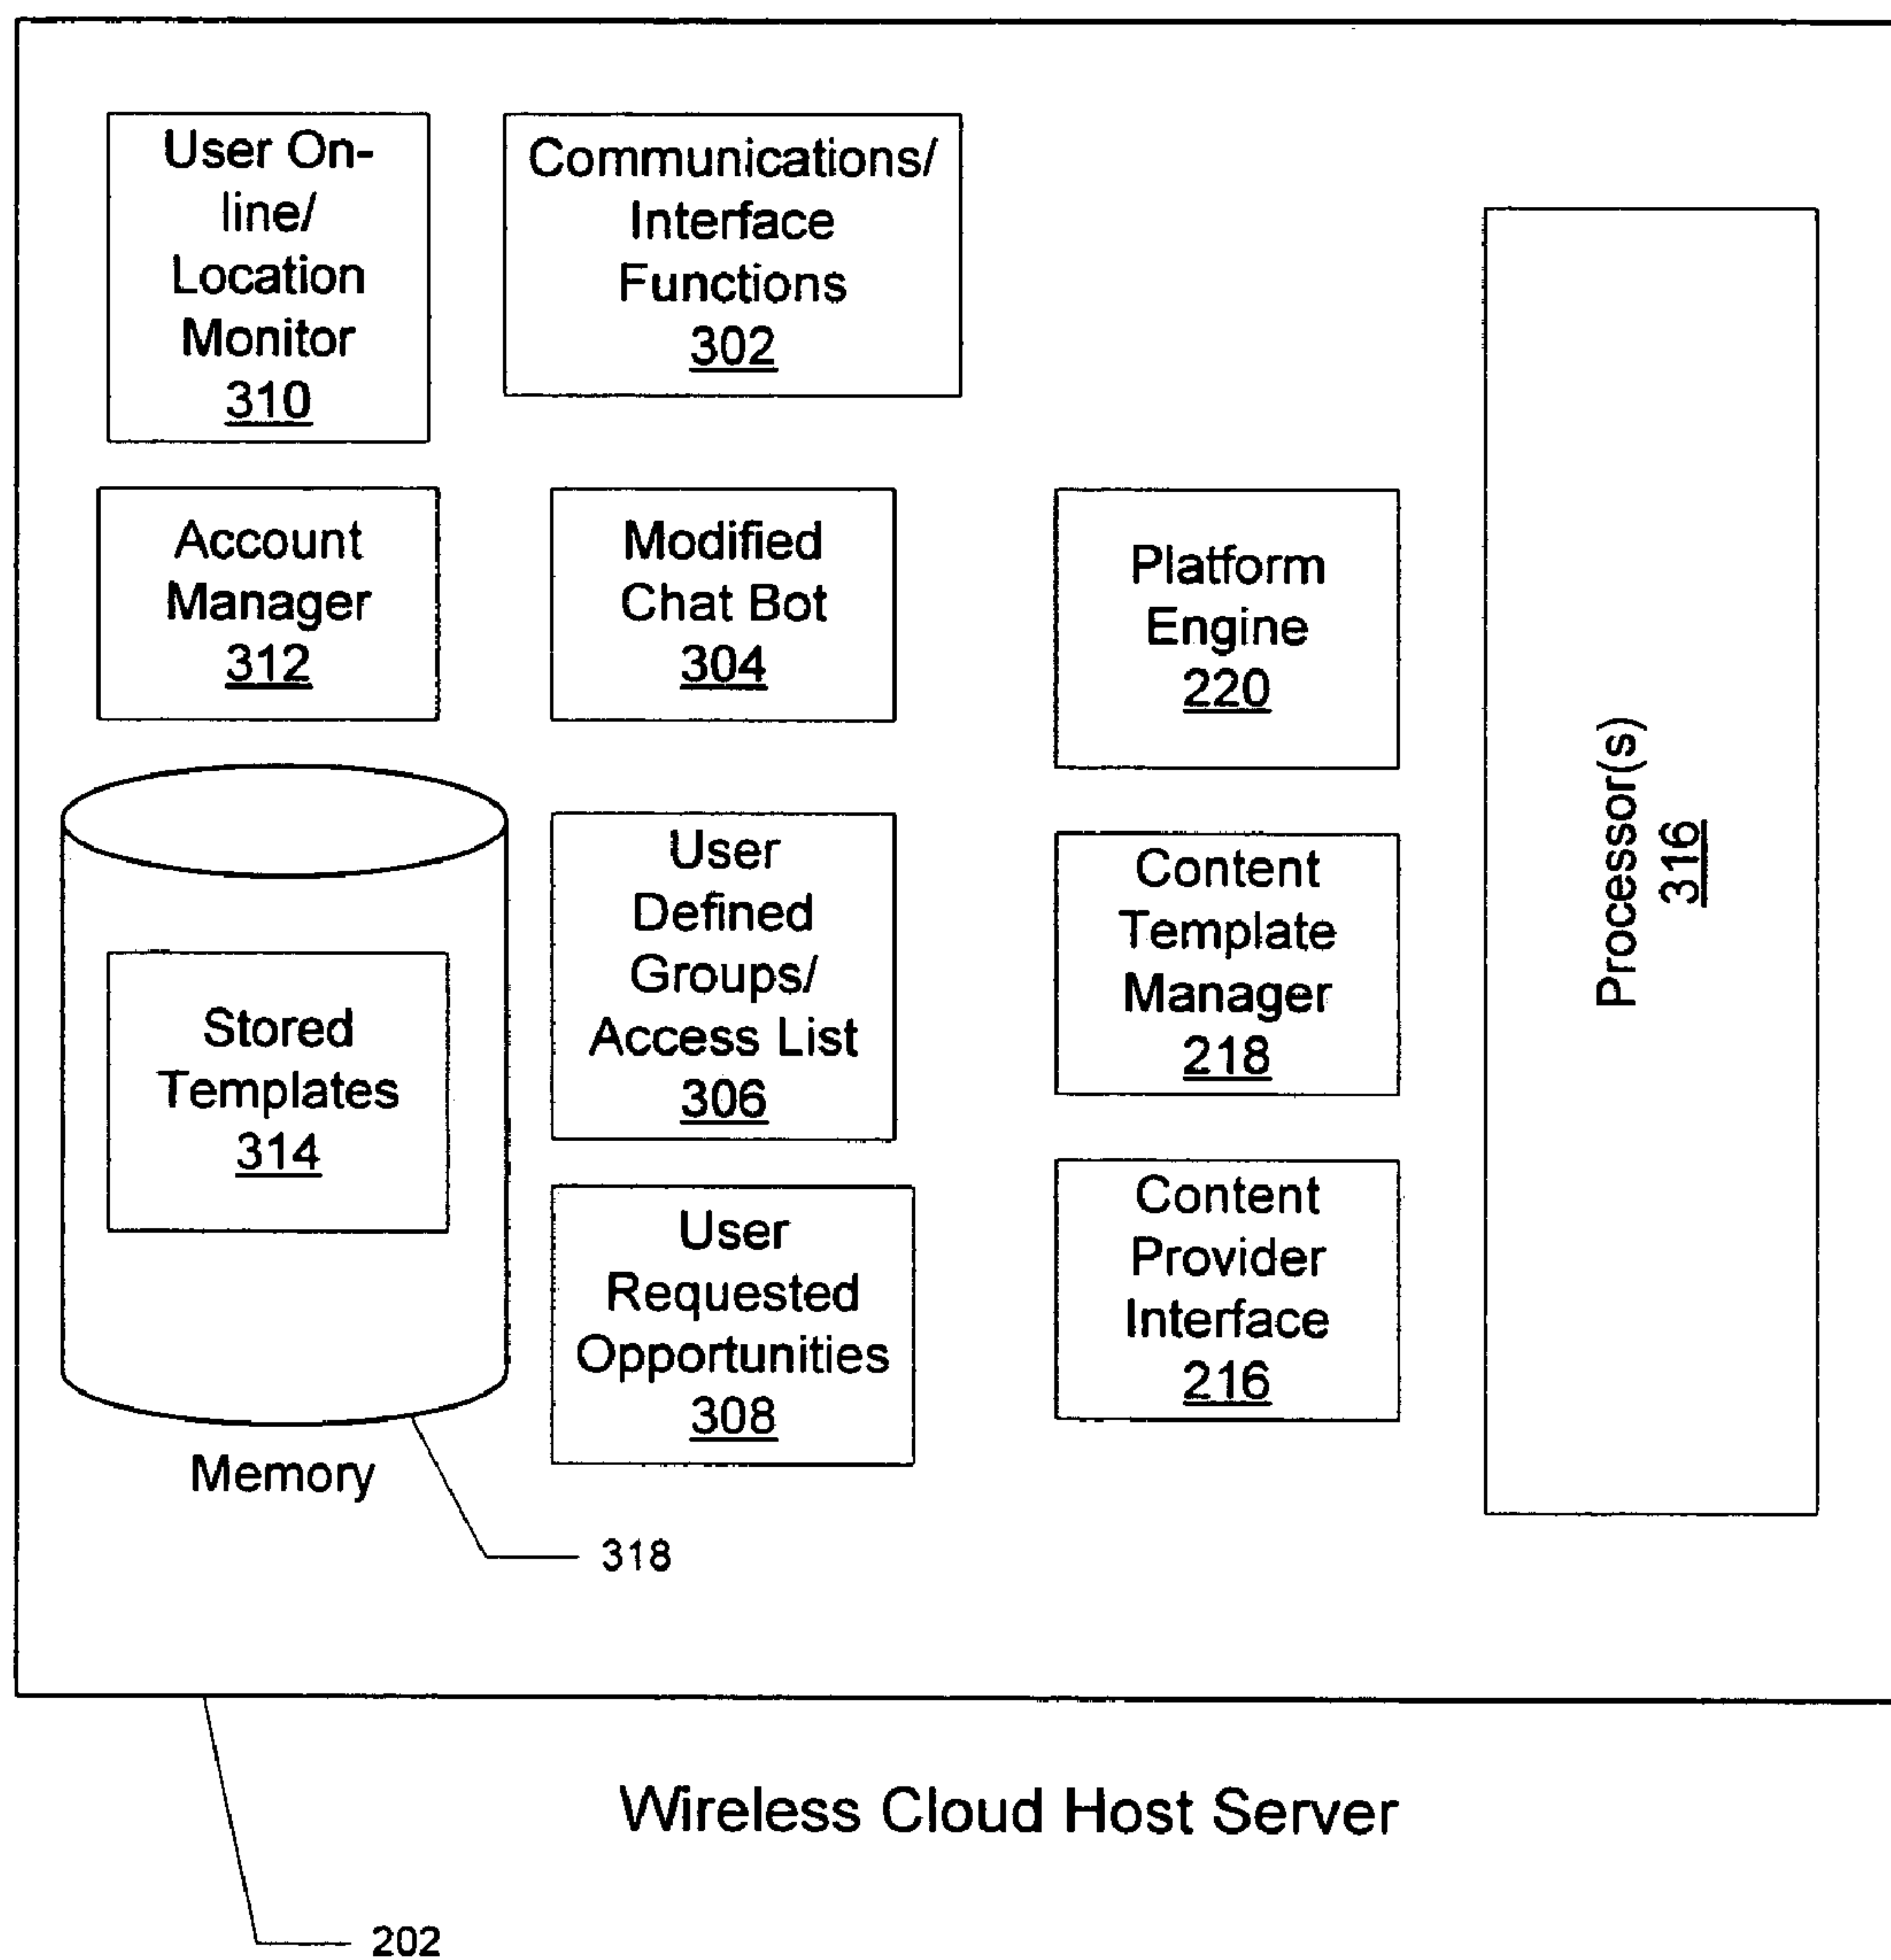 User On-
line/
Location
Monitor
310
Communications/
Interface
Functions
302
Account
Manager
312
Modified
Chat Bot
304
Platform
Engine
220
Processor(s)
316
Stored
Templates
314
Memory
318
User
Defined
Groups/
Access List
306
Content
Template
Manager
218
User
Requested
Opportunities
308
Content
Provider
Interface
216
Wireless Cloud Host Server
202